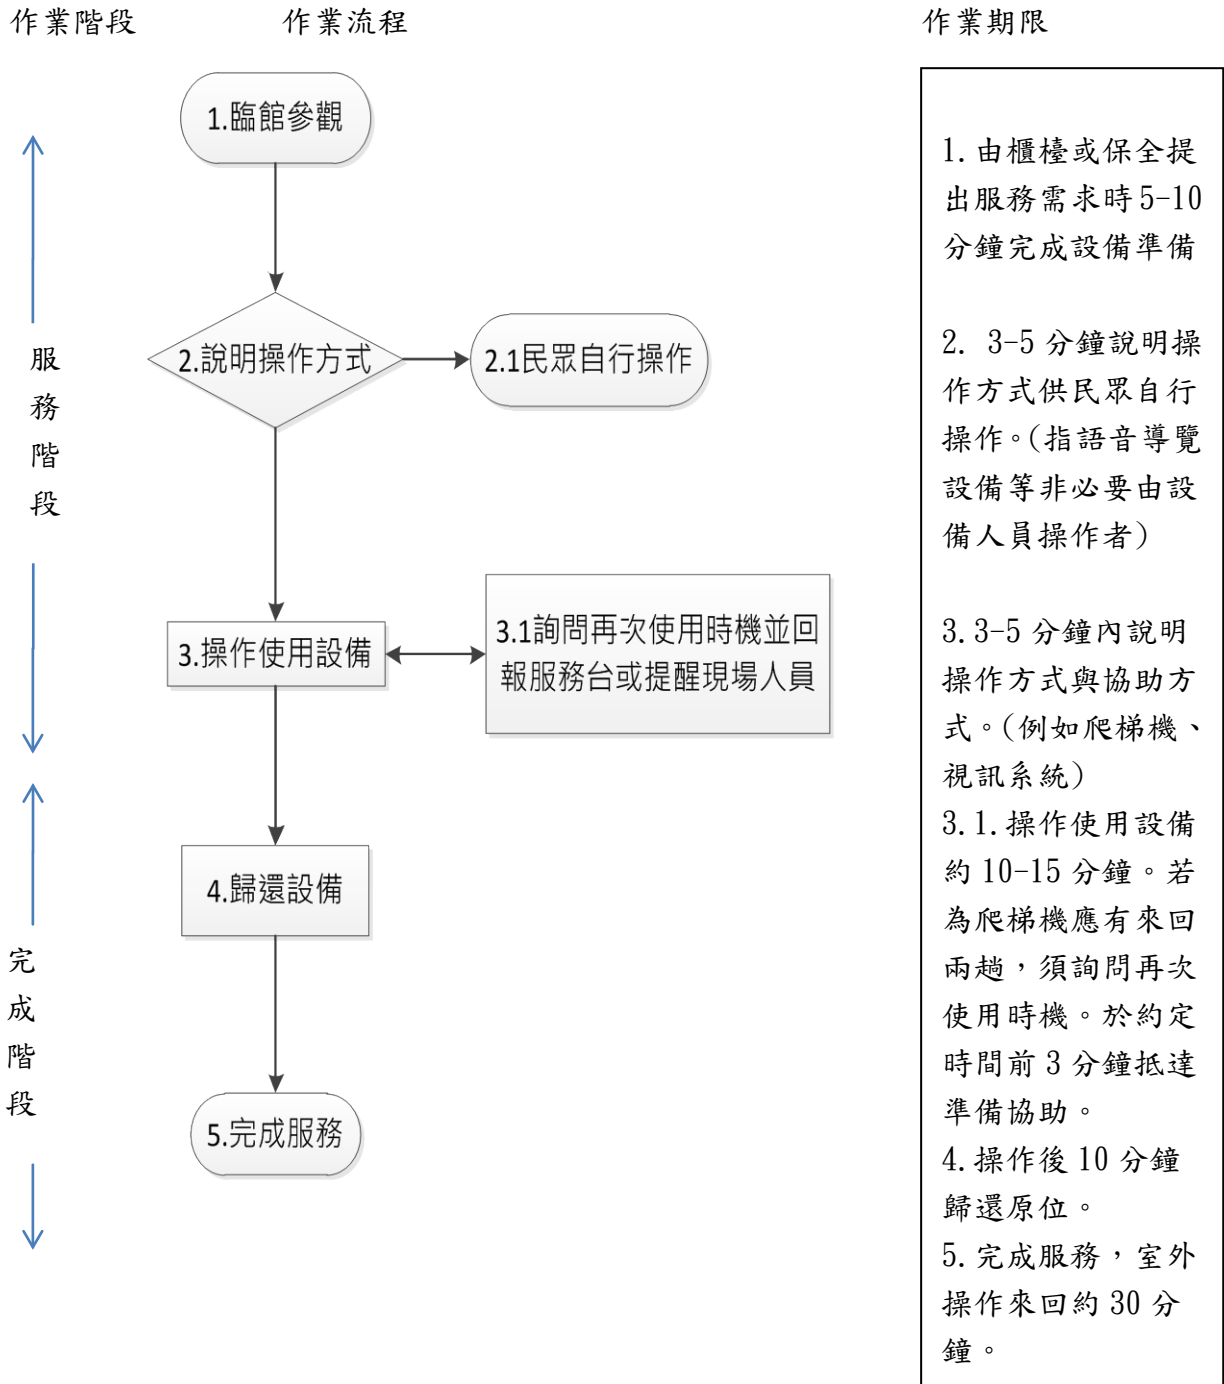 作業階段
作業流程
作業期限
1.臨館參觀
2.說明操作方式
2.1民眾自行操作
3.操作使用設備
3.1詢問再次使用時機並回
報服務台或提醒現場人員
4.歸還設備
5.完成服務
服
務
階
段
完
成
階
段
1.由櫃檯或保全提
出服務需求時5-10
分鐘完成設備準備
2. 3-5 分鐘說明操
作方式供民眾自行
操作。(指語音導覽
設備等非必要由設
備人員操作者)
3.3-5 分鐘內說明
操作方式與協助方
式。(例如爬梯機、
視訊系統)
3.1.操作使用設備
約 10-15 分鐘。若
為爬梯機應有來回
兩趟，須詢問再次
使用時機。於約定
時間前 3 分鐘抵達
準備協助。
4.操作後 10 分鐘
歸還原位。
5.完成服務，室外
操作來回約 30 分
鐘。